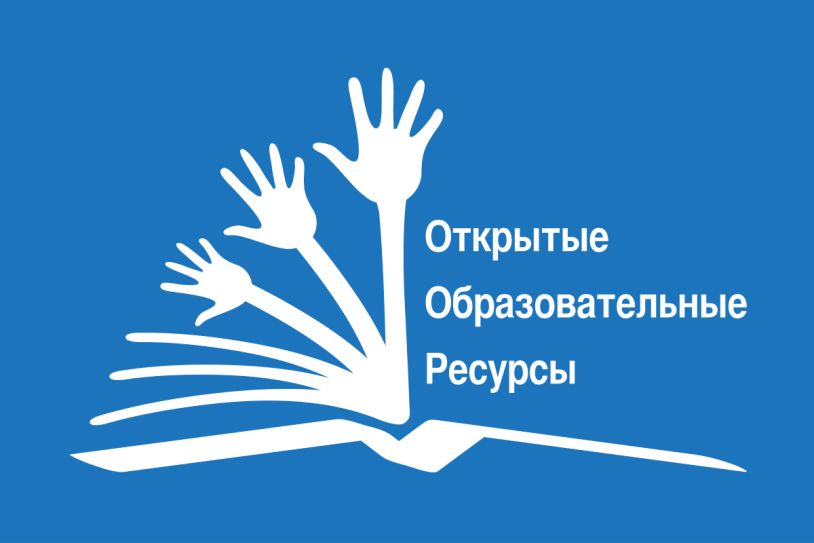 Открытые
Образовательные
Ресурсы